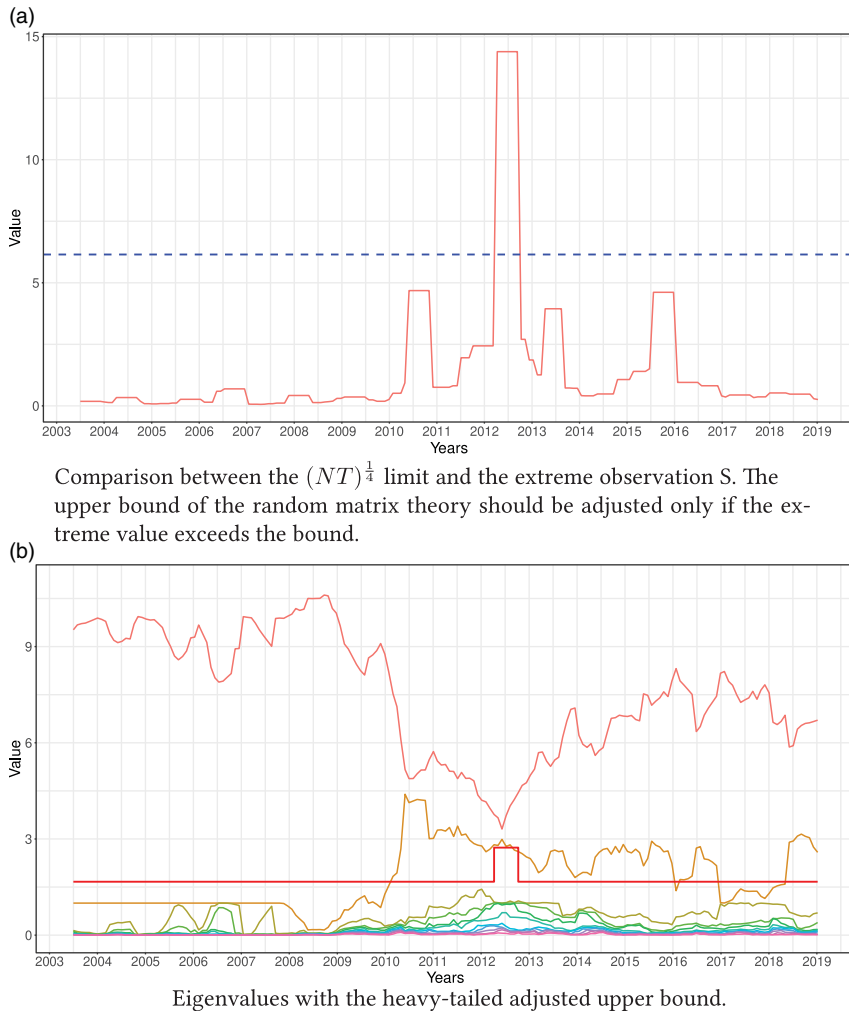 (a)
15
10
5
0
Value
2003 2004 2005 2006 2007 2008 2009 2010 2011 2012 2013 2014 2015 2016 2017 2018 2019
Years
Comparison between the $(NT)^{\frac{1}{4}}$ limit and the extreme observation S. The
upper bound of the random matrix theory should be adjusted only if the ex-
treme value exceeds the bound.
(b)
9
6
3
0
Value
2003 2004 2005 2006 2007 2008 2009 2010 2011 2012 2013 2014 2015 2016 2017 2018 2019
Years
Eigenvalues with the heavy-tailed adjusted upper bound.